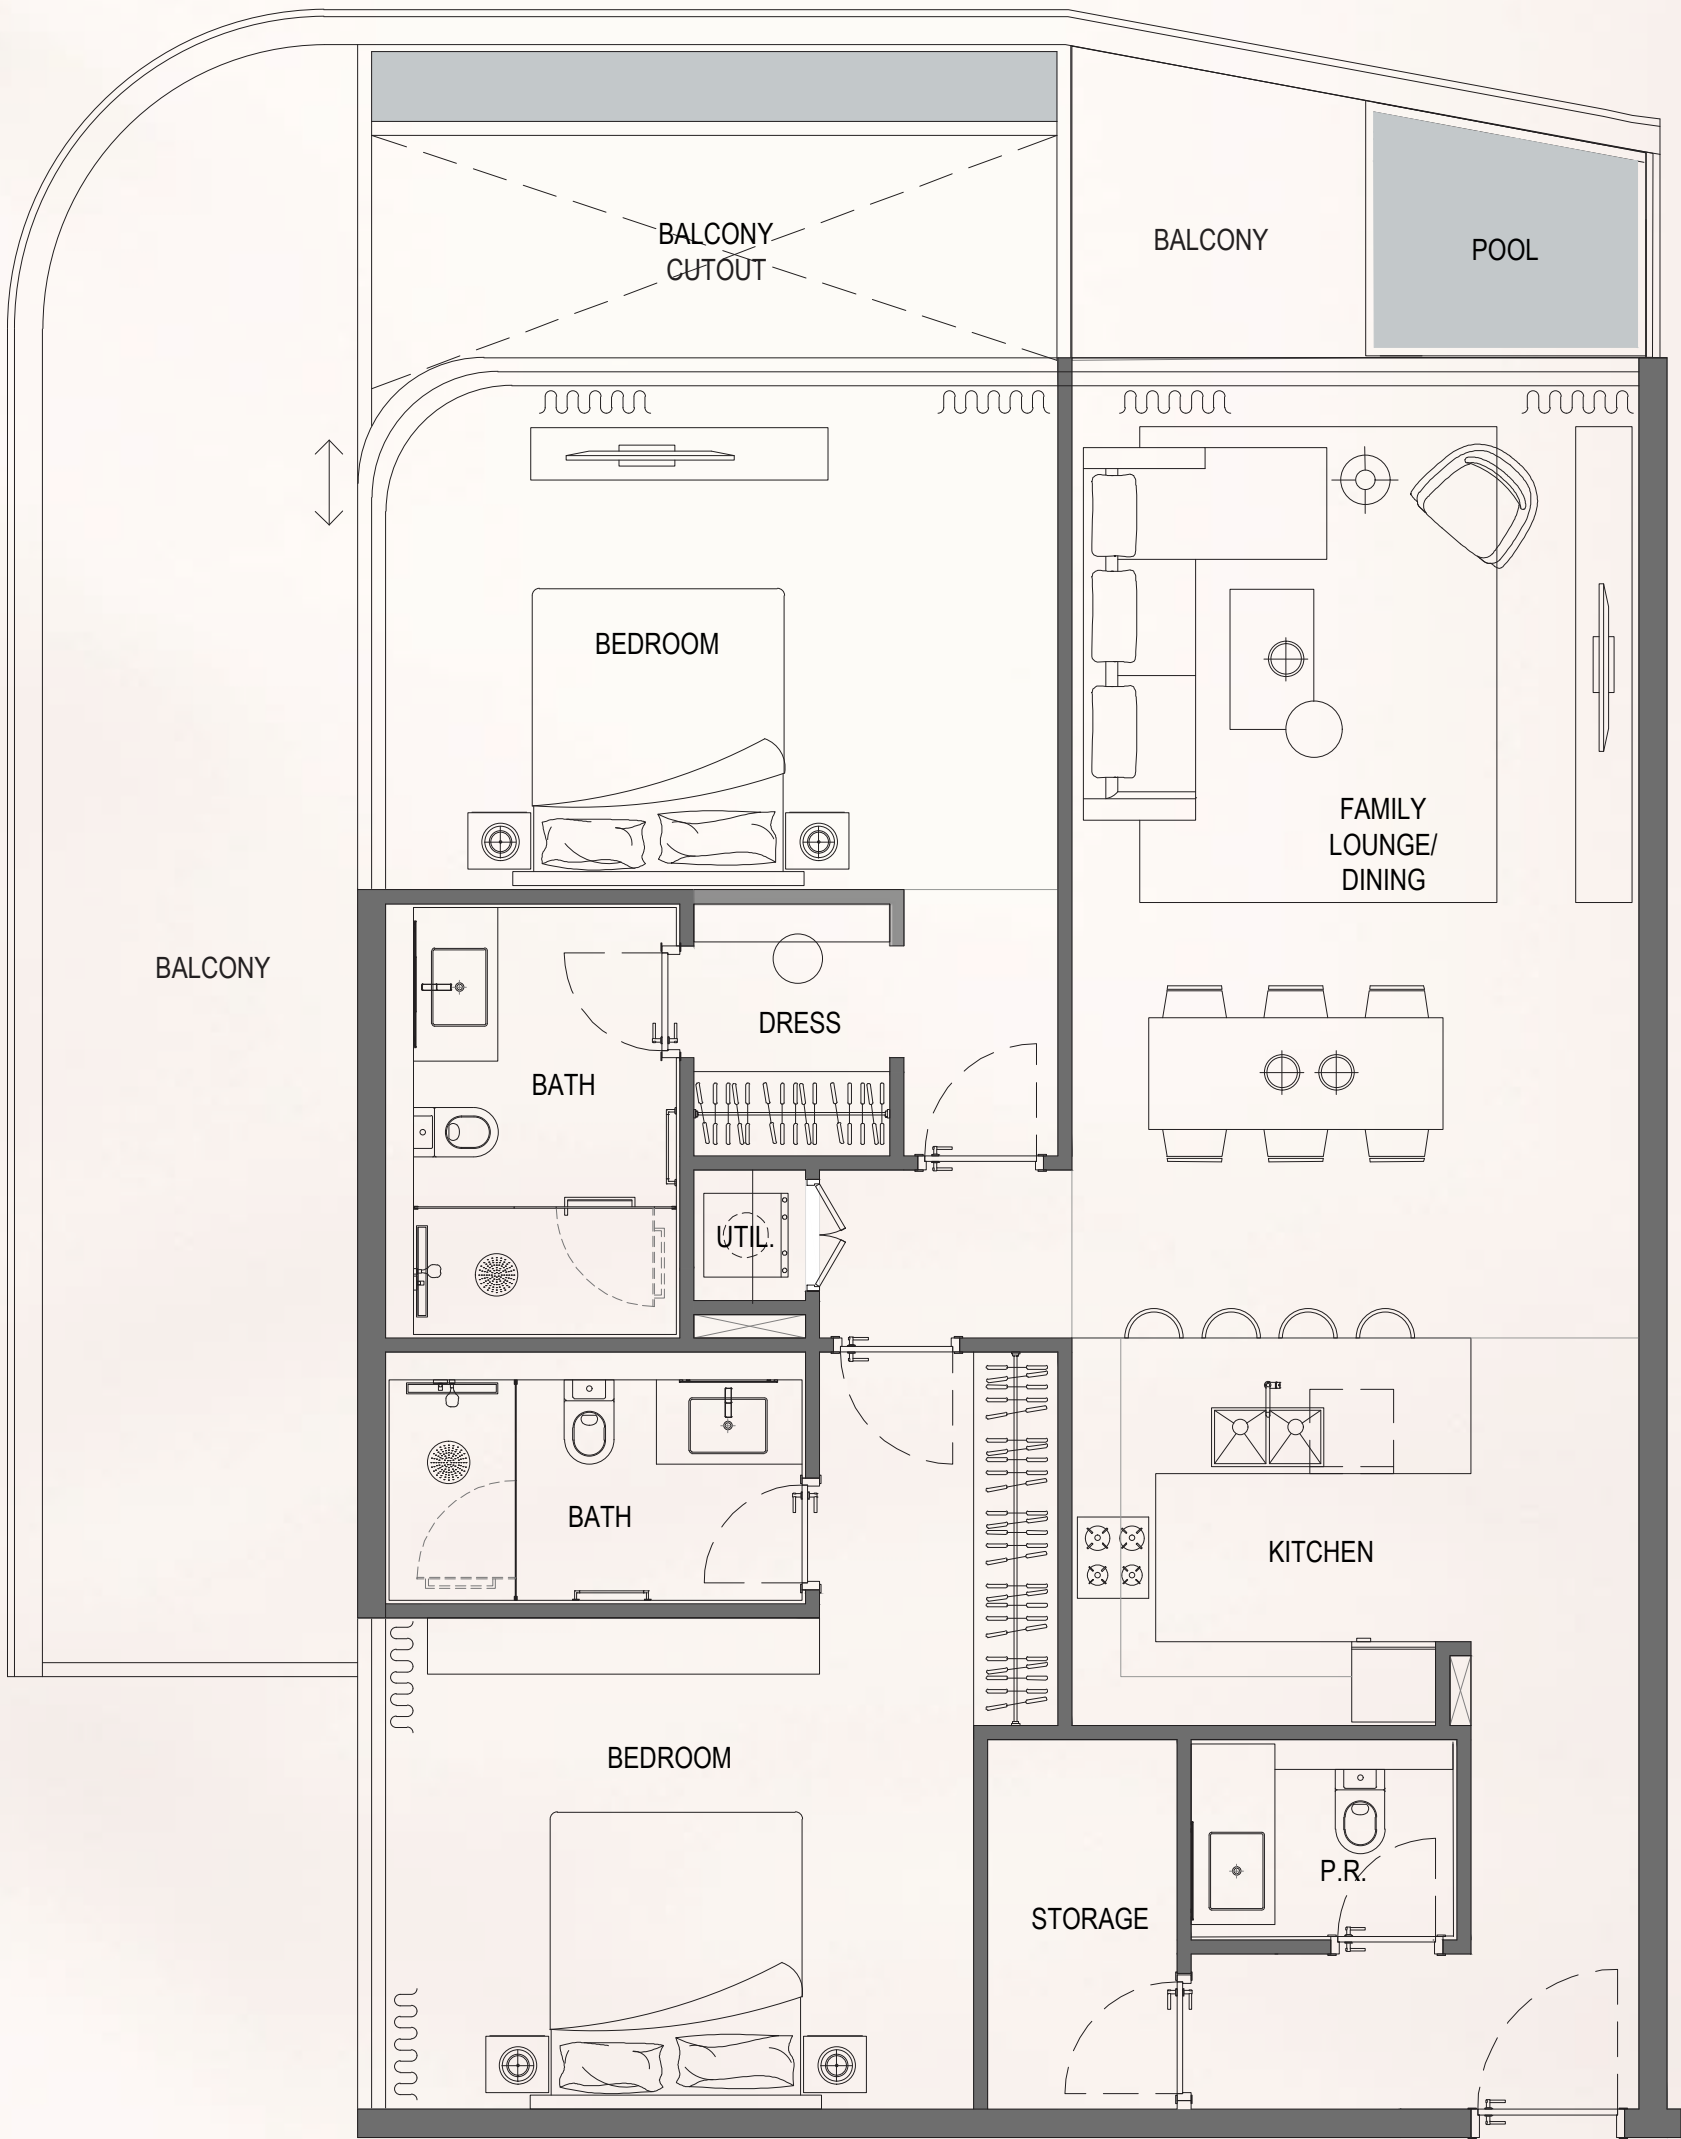 BALCONY
CUTOUT
BALCONY
POOL
BEDROOM
FAMILY
LOUNGE/
DINING
BALCONY
DRESS
BATH
UTIL.
BATH
KITCHEN
BEDROOM
P.R.
STORAGE